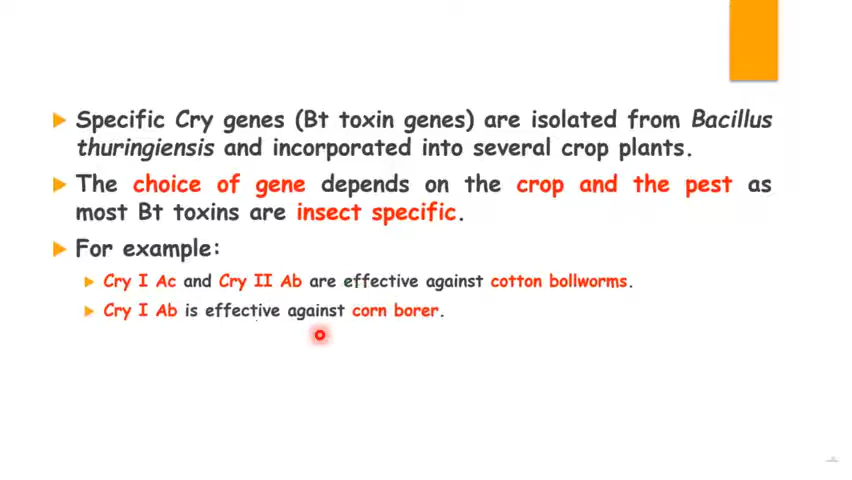 Specific Cry genes (Bt toxin genes) are isolated from Bacillus
thuringiensis and incorporated into several crop plants.
The choice of gene depends on the crop and the pest as
most Bt toxins are insect specific.
For example:
Cry I Ac and Cry II Ab are effective against cotton bollworms.
Cry I Ab is effective against corn borer.